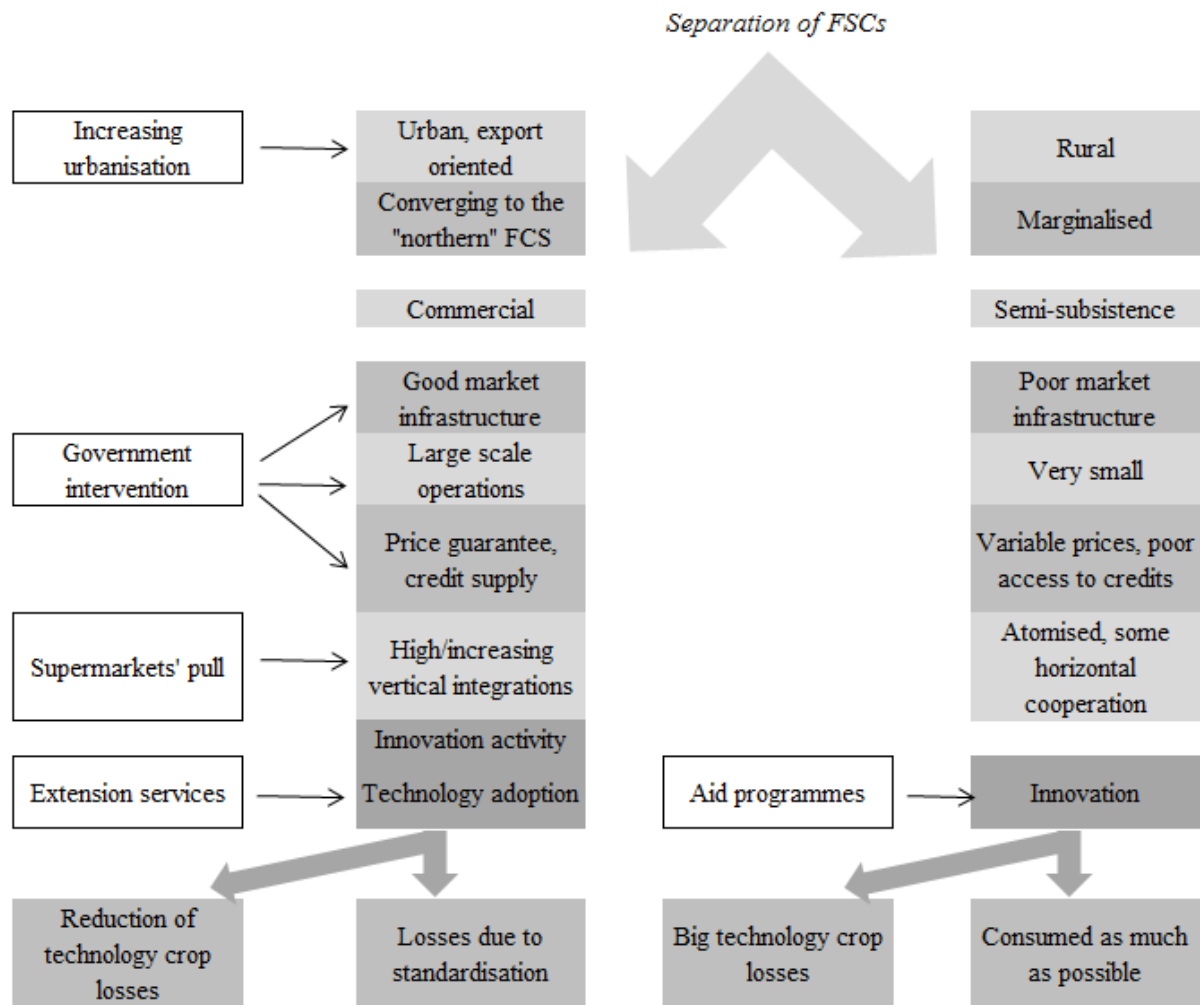 Separation of FSCs
Increasing
urbanisation
Urban, export
oriented
Rural
Converging to the
"northern" FCS
Marginalised
Commercial
Semi-subsistence
Good market
infrastructure
Poor market
infrastructure
Government
intervention
Large scale
operations
Very small
Price guarantee,
credit supply
Variable prices, poor
access to credits
Supermarkets' pull
High/increasing
vertical integrations
Atomised, some
horizontal
cooperation
Innovation activity
Extension services
Technology adoption
Aid programmes
Innovation
Reduction of
technology crop
losses
Losses due to
standardisation
Big technology crop
losses
Consumed as much
as possible